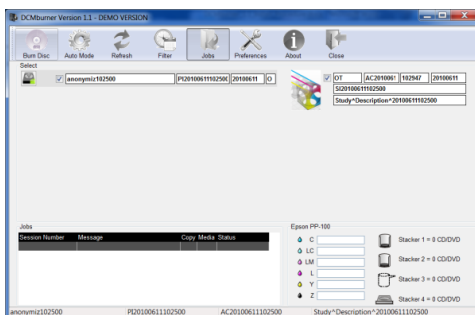 DCMburner Version 1.1 - DEMO VERSION
Burn Disc Auto Mode Refresh Filter Jobs Preferences About Close
Select
anonymiz102500 PI20100611102500 20100611 O
OT AC2010061 102947 20100611
SI20100611102500
Study^Description^20100611102500
Jobs
Session Number Message Copy Media Status
Epson PP-100
C Stacker 1 = 0 CD/DVD
LC
LM Stacker 2 = 0 CD/DVD
L Stacker 3 = 0 CD/DVD
Y
Z Stacker 4 = 0 CD/DVD
anonymiz102500 PI20100611102500 AC20100611102500 Study^Description^20100611102500